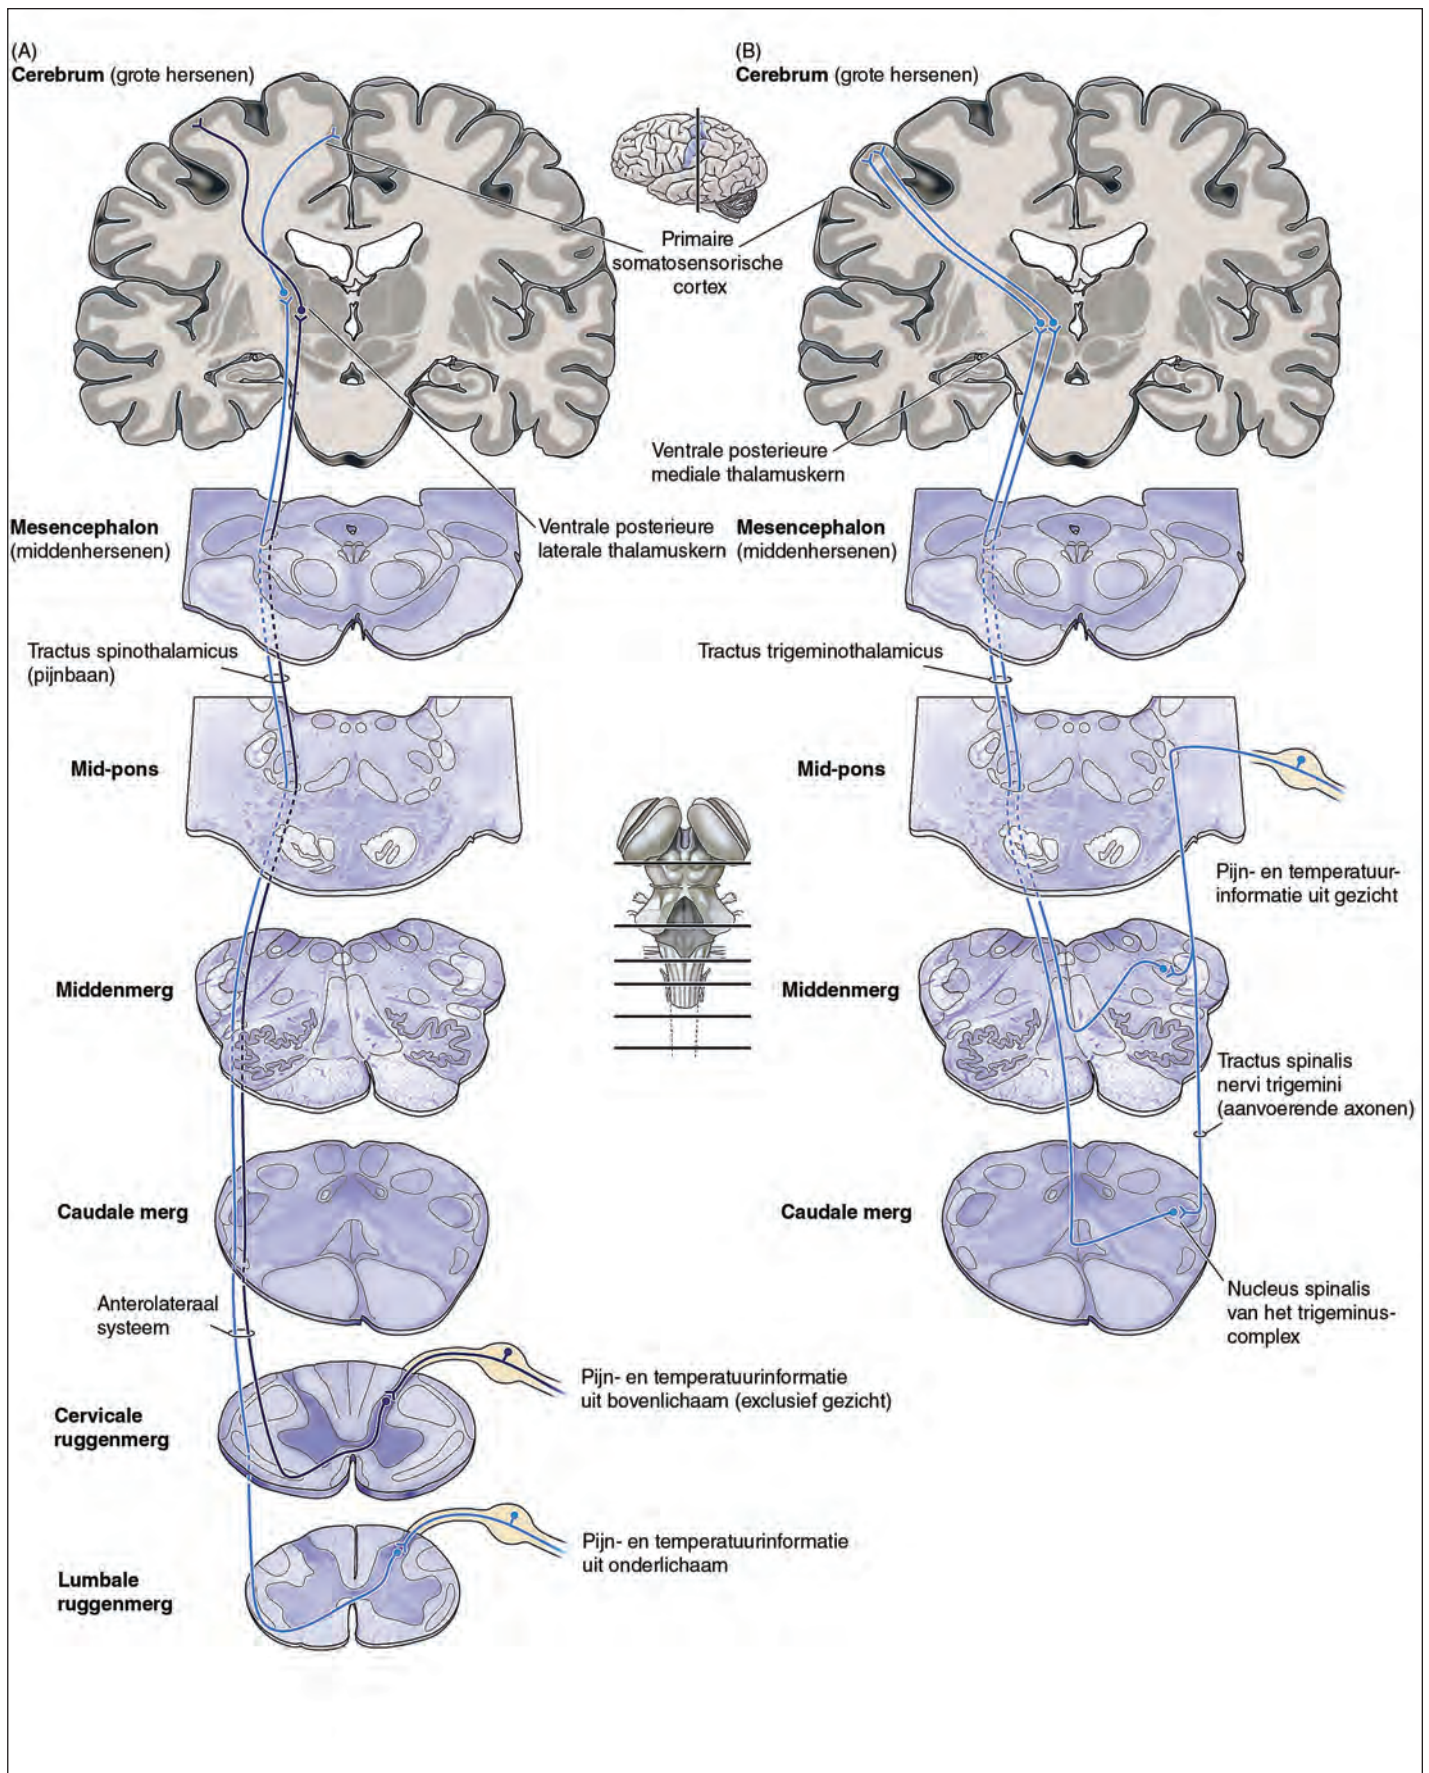 (A)
Cerebrum (grote hersenen)
(B)
Cerebrum (grote hersenen)
Primaire
somatosensorische
cortex
Ventrale posterieure
mediale thalamuskern
Mesencephalon
(middenhersenen)
Ventrale posterieure
laterale thalamuskern
Mesencephalon
(middenhersenen)
Tractus spinothalamicus
(pijnbaan)
Tractus trigeminothalamicus
Mid-pons
Mid-pons
Pijn- en temperatuur-
informatie uit gezicht
Middenmerg
Middenmerg
Tractus spinalis
nervi trigemini
(aanvoerende axonen)
Caudale merg
Caudale merg
Anterolateraal
systeem
Nucleus spinalis
van het trigeminus-
complex
Pijn- en temperatuurinformatie
uit bovenlichaam (exclusief gezicht)
Cervicale
ruggenmerg
Pijn- en temperatuurinformatie
uit onderlichaam
Lumbale
ruggenmerg